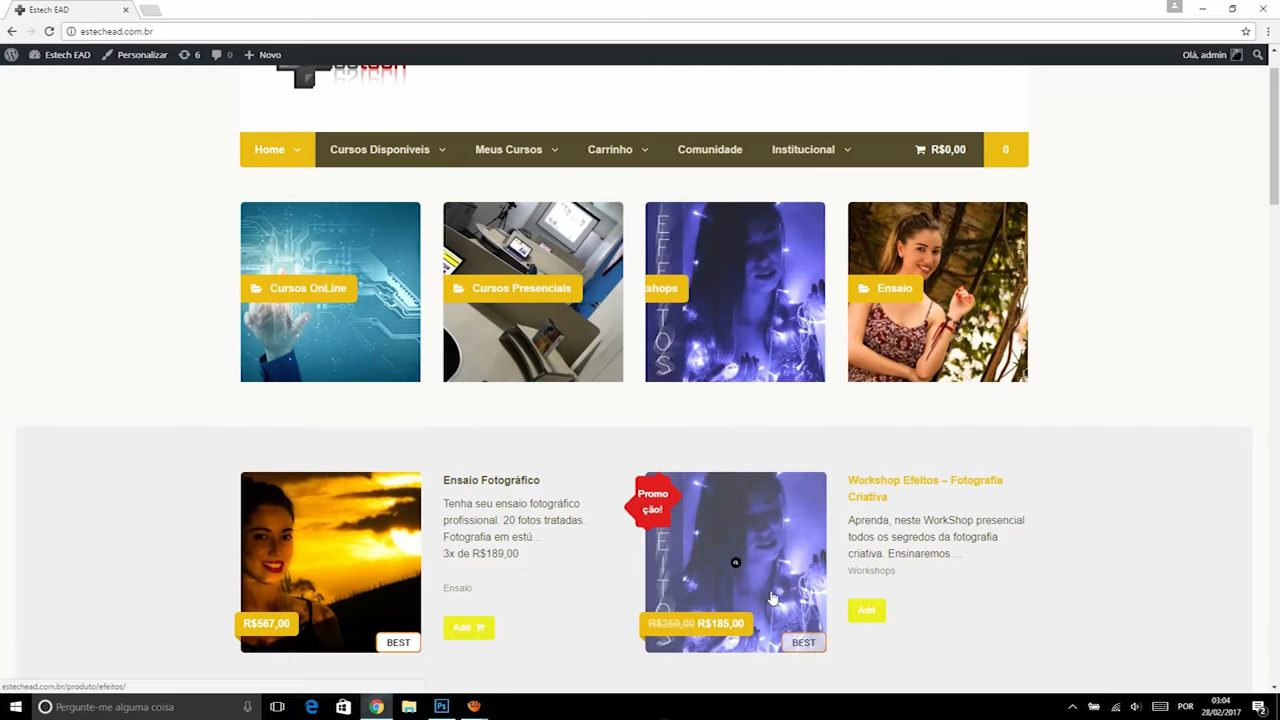 Estech EAD
estechead.com.br
Estech EAD
Personalizar
6
0
Novo
Olá, admin
Home
Cursos Disponíveis
Meus Cursos
Carrinho
Comunidade
Institucional
R$0,00
0
EFEITOS
Cursos OnLine
Cursos Presenciais
kshops
Ensaio
Ensaio Fotográfico
Tenha seu ensaio fotográfico
profissional. 20 fotos tratadas.
Fotografia em estú...
3x de R$189,00
Ensaio
Add
R$567,00
BEST
Promo
ção!
R$250,00 R$185,00
BEST
Workshop Efeitos – Fotografia
Criativa
Aprenda, neste WorkShop presencial
todos os segredos da fotografia
criativa. Ensinaremos ...
Workshops
Add
estechead.com.br/produto/efeitos/
Pergunte-me alguma coisa
Ps
POR
03:04
28/02/2017
2